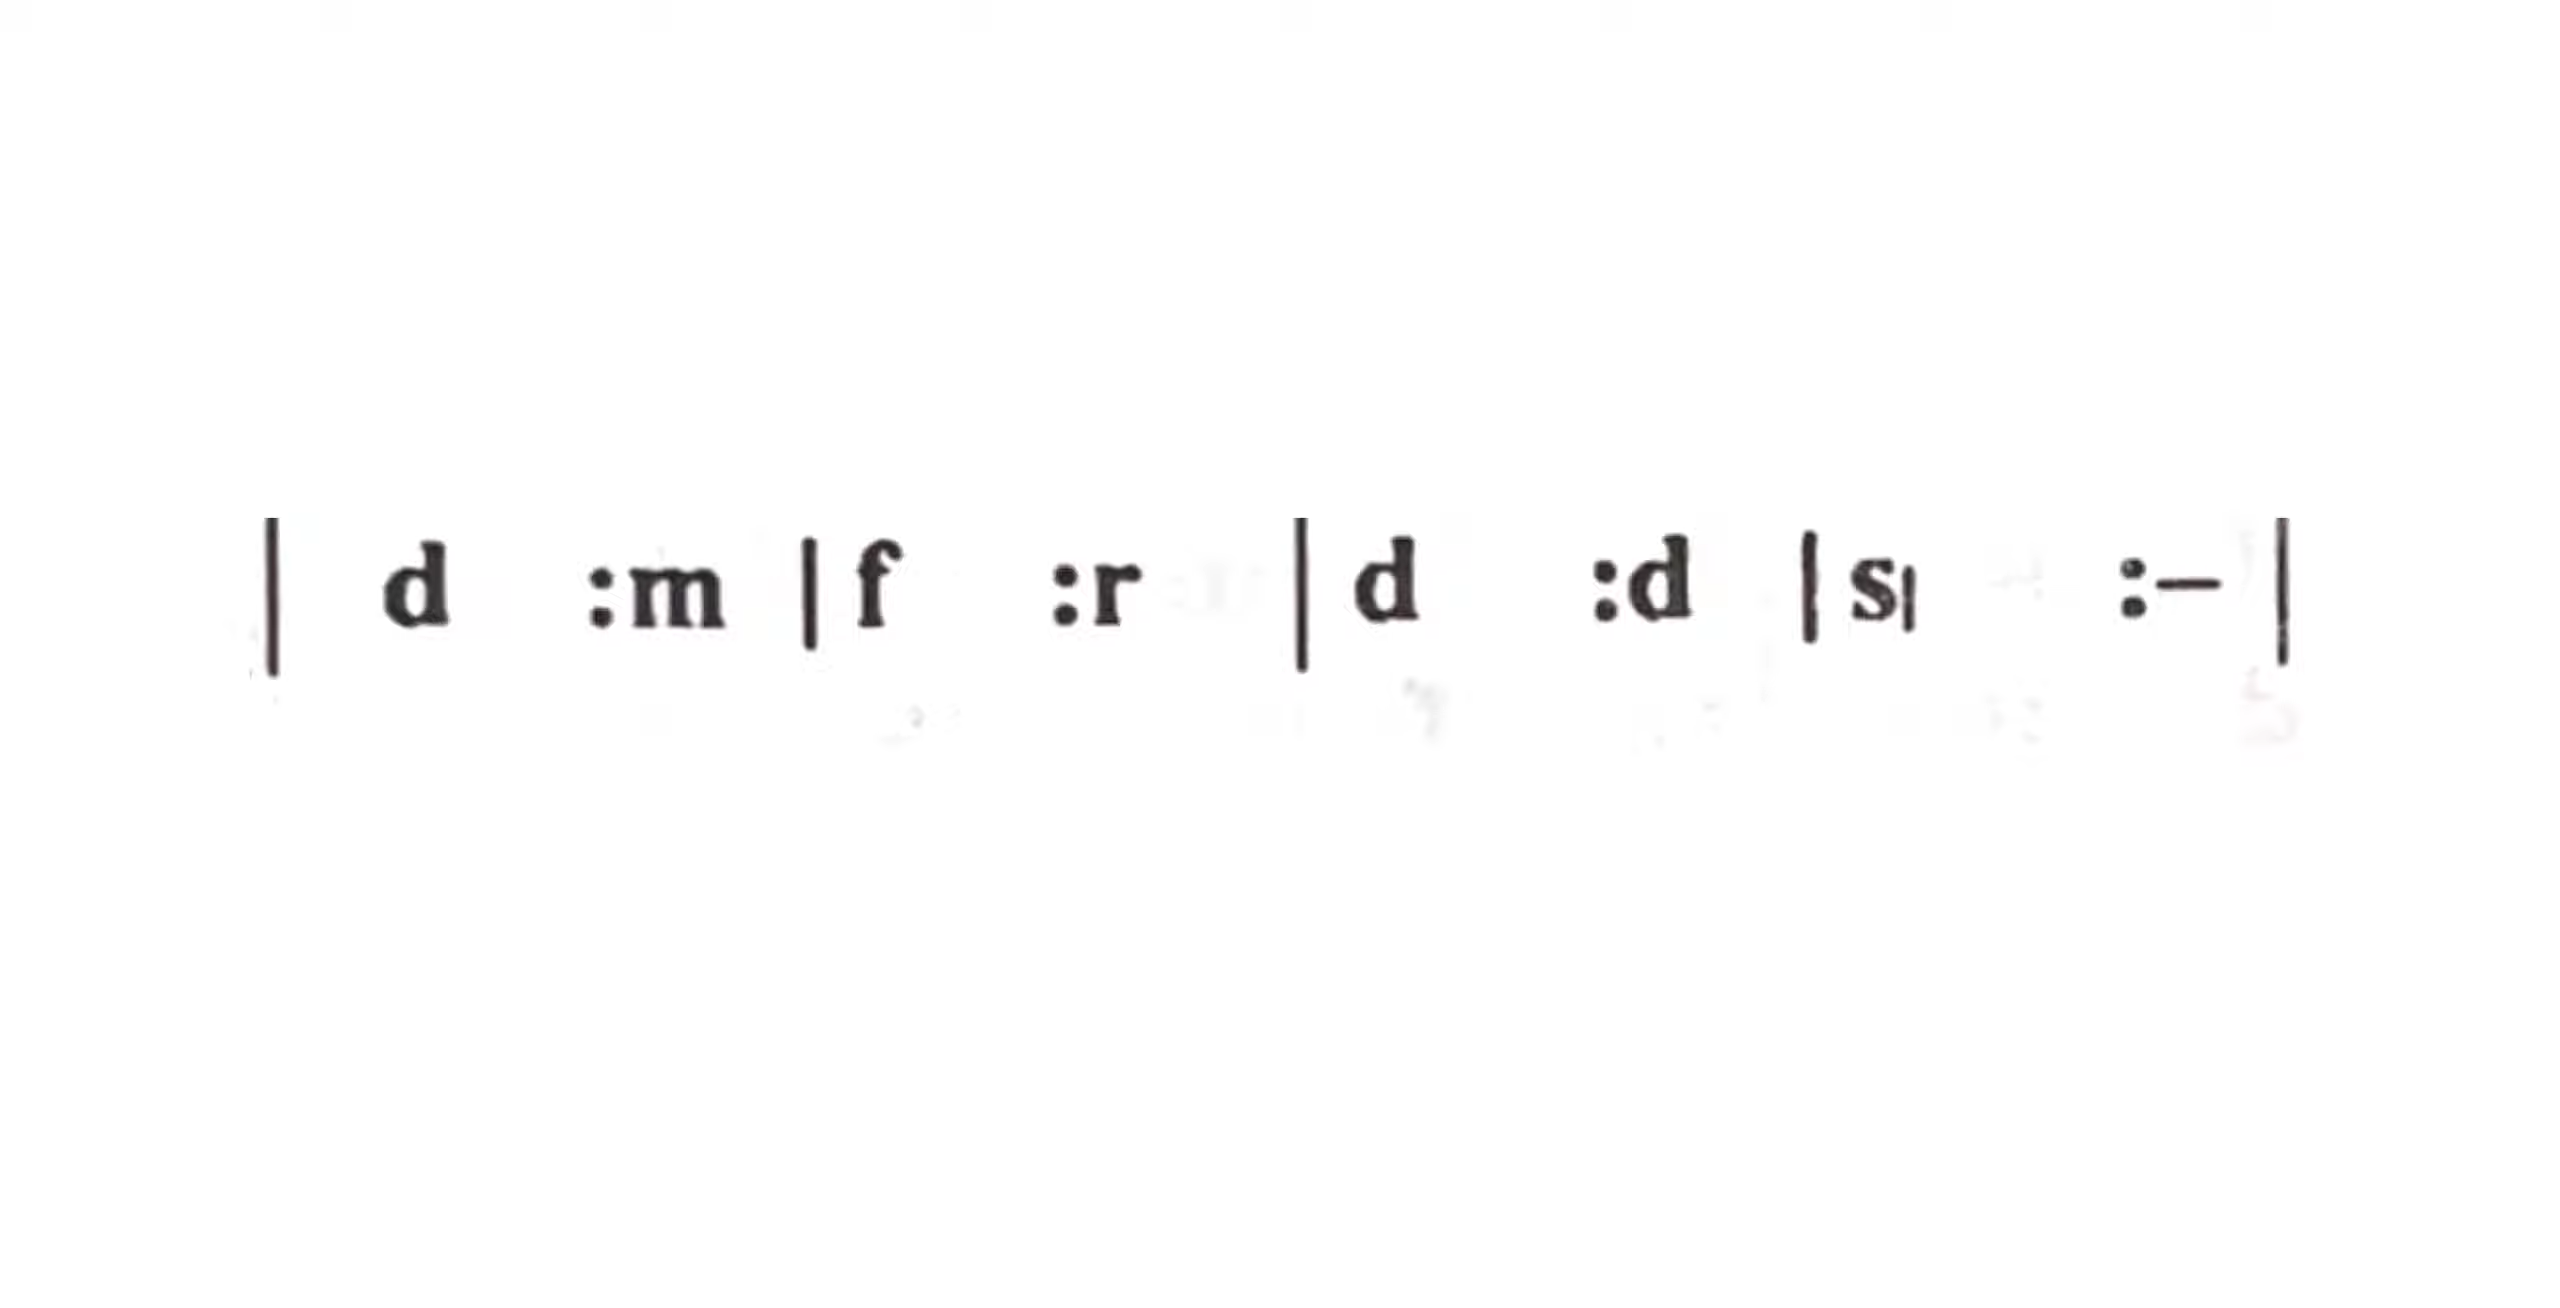 | d :m | f :r | d :d | s| :– |